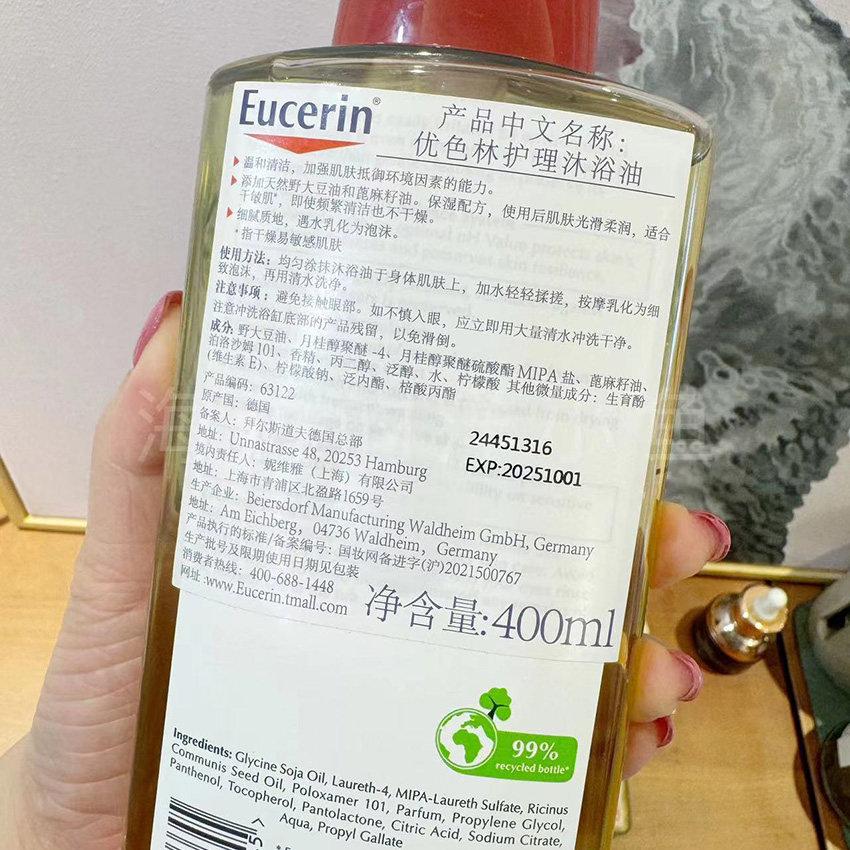 Eucerin®
产品中文名称：
优色林护理沐浴油
温和清洁，加强肌肤抵御环境因素的能力。
添加天然野大豆油和蓖麻籽油。保湿配方，使用后肌肤光滑柔润，适合
干敏肌*，即使频繁清洁也不干燥。
细腻质地，遇水乳化为泡沫。
*指干燥易敏感肌肤
使用方法：均匀涂抹沐浴油于身体肌肤上，加水轻轻揉搓，按摩乳化为细
致泡沫，再用清水洗净。
注意事项：避免接触眼部。如不慎入眼，应立即用大量清水冲洗干净。
注意冲洗浴缸底部的产品残留，以免滑倒。
成分：野大豆油、月桂醇聚醚-4、月桂醇聚醚硫酸酯MIPA盐、蓖麻籽油、
泊洛沙姆101、香精、丙二醇、泛醇、水、柠檬酸 其他微量成分：生育酚
(维生素E)、柠檬酸钠、泛内酯、棓酸丙酯
产品编码：63122
原产国：德国
备案人：拜尔斯道夫德国总部
地址：Unnastrasse 48, 20253 Hamburg
境内责任人：妮维雅（上海）有限公司
地址：上海市青浦区北盈路1659号
生产企业：Beiersdorf Manufacturing Waldheim GmbH, Germany
地址：Am Eichberg，04736 Waldheim，Germany
产品执行的标准/备案编号：国妆网备进字(沪)2021500767
生产批号及限期使用日期见包装
消费者热线：400-688-1448
网址:www.Eucerin.tmall.com
24451316
EXP:20251001
净含量:400ml
99%
recycled bottle*
Ingredients: Glycine Soja Oil, Laureth-4, MIPA-Laureth Sulfate, Ricinus
Communis Seed Oil, Poloxamer 101, Parfum, Propylene Glycol,
Panthenol, Tocopherol, Pantolactone, Citric Acid, Sodium Citrate,
Aqua, Propyl Gallate